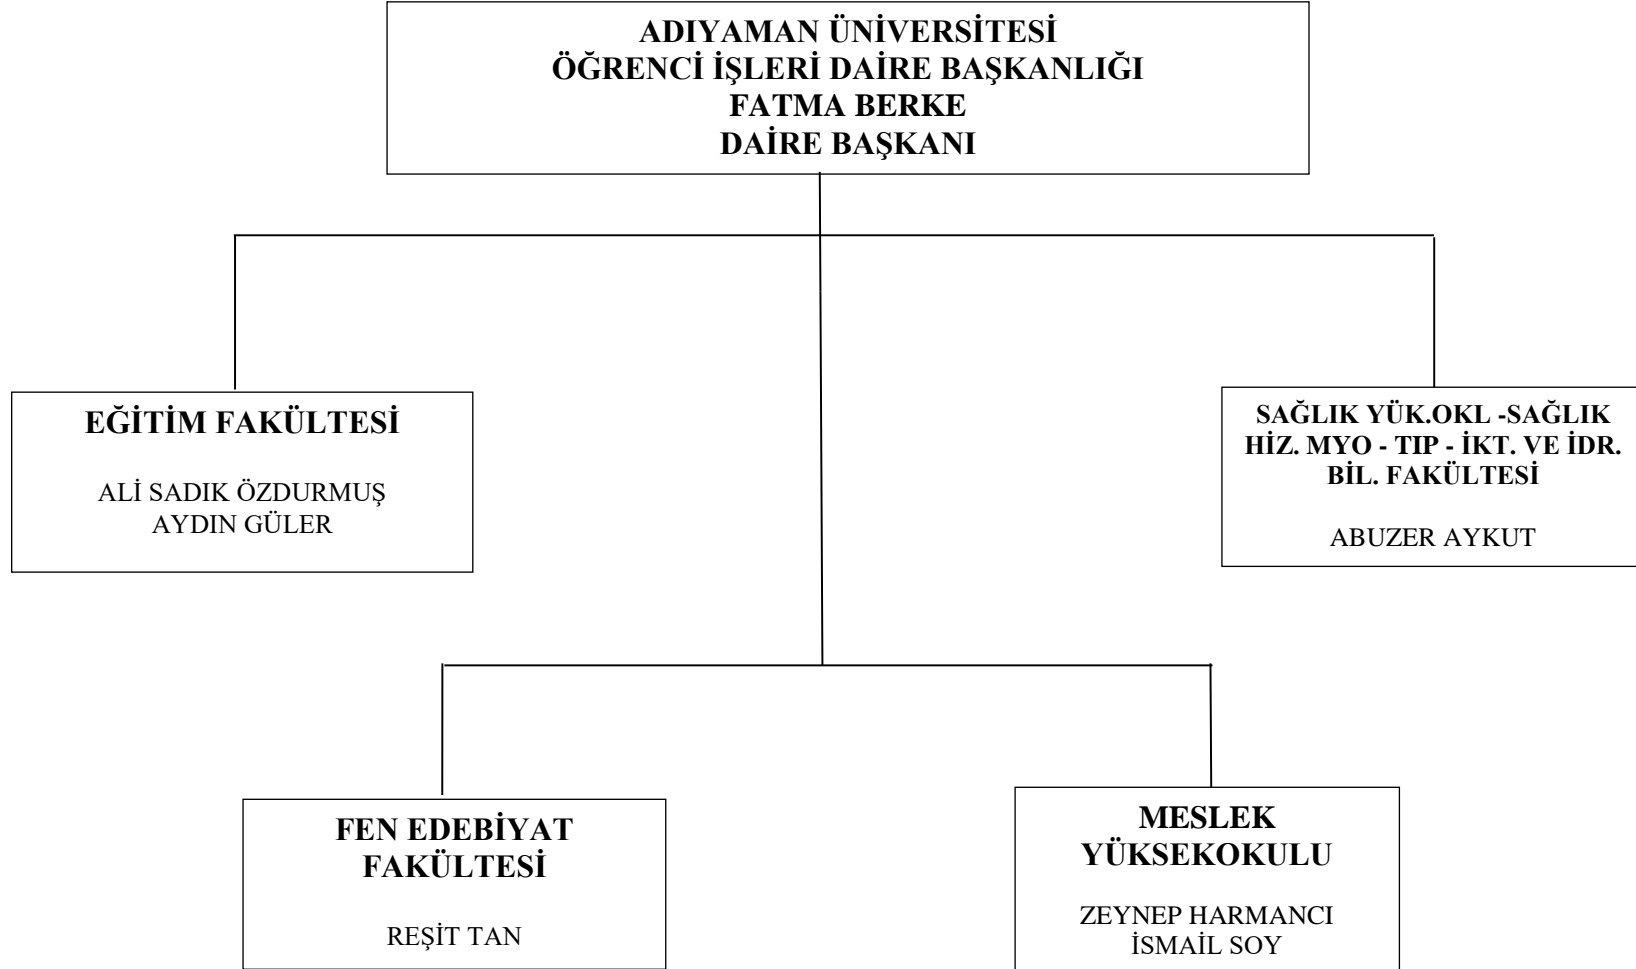 ADIYAMAN ÜNİVERSİTESİ
ÖĞRENCİ İŞLERİ DAİRE BAŞKANLIĞI
FATMA BERKE
DAİRE BAŞKANI
EĞİTİM FAKÜLTESİ
ALİ SADIK ÖZDURMUŞ
AYDIN GÜLER
SAĞLIK YÜK.OKL -SAĞLIK
HİZ. MYO - TIP - İKT. VE İDR.
BİL. FAKÜLTESİ
ABUZER AYKUT
FEN EDEBİYAT
FAKÜLTESİ
REŞİT TAN
MESLEK
YÜKSEKOKULU
ZEYNEP HARMANCI
İSMAİL SOY